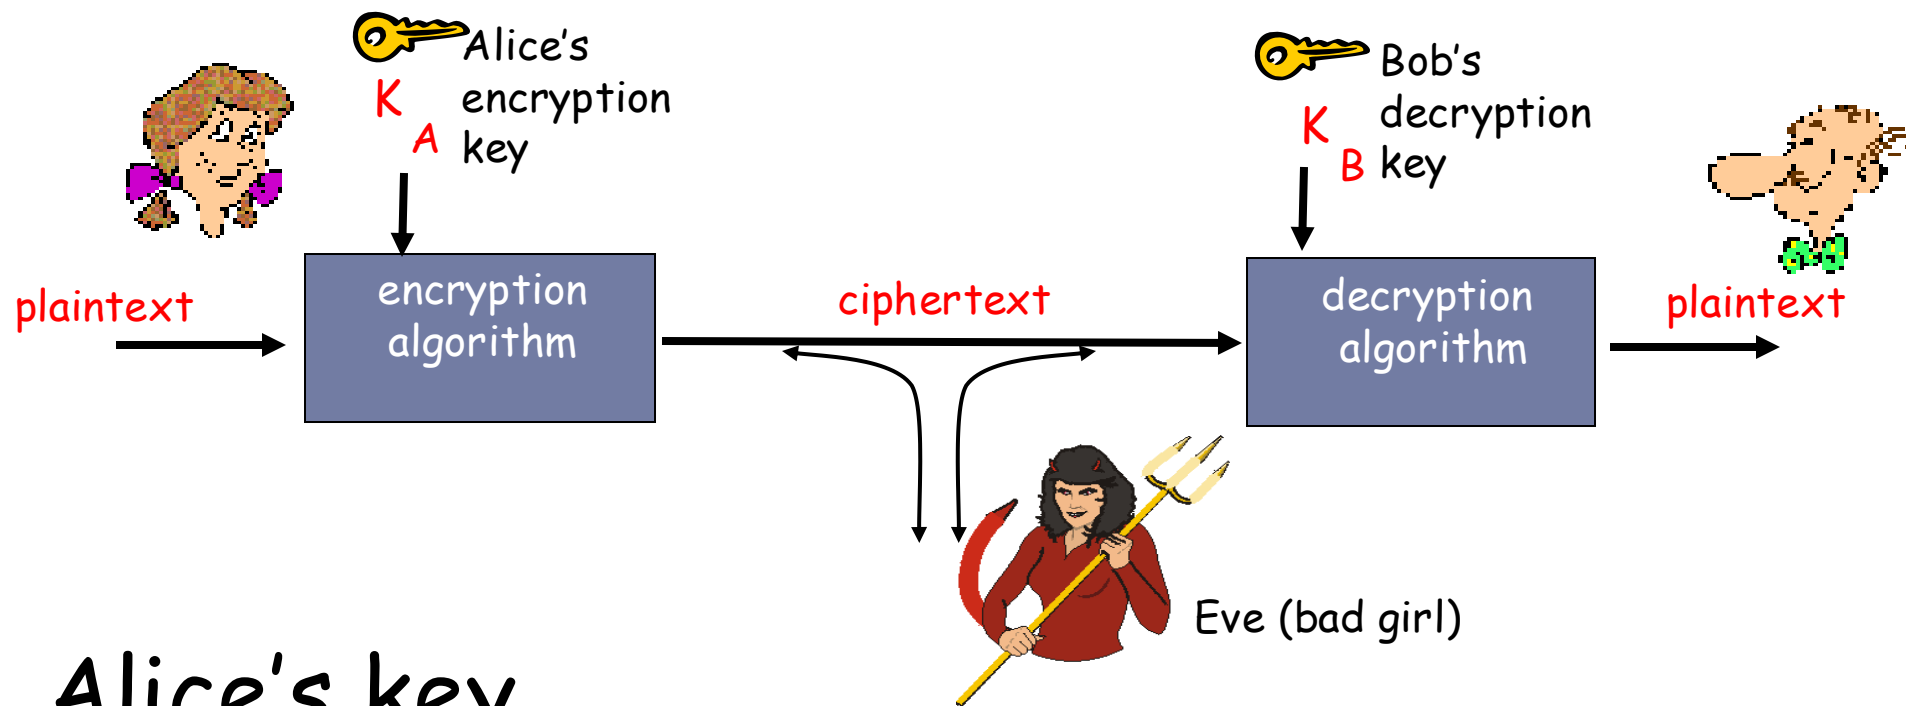 Alice's
encryption
key
K
A
Bob's
decryption
key
K
B
plaintext
encryption
algorithm
ciphertext
decryption
algorithm
plaintext
Eve (bad girl)
Alice's key